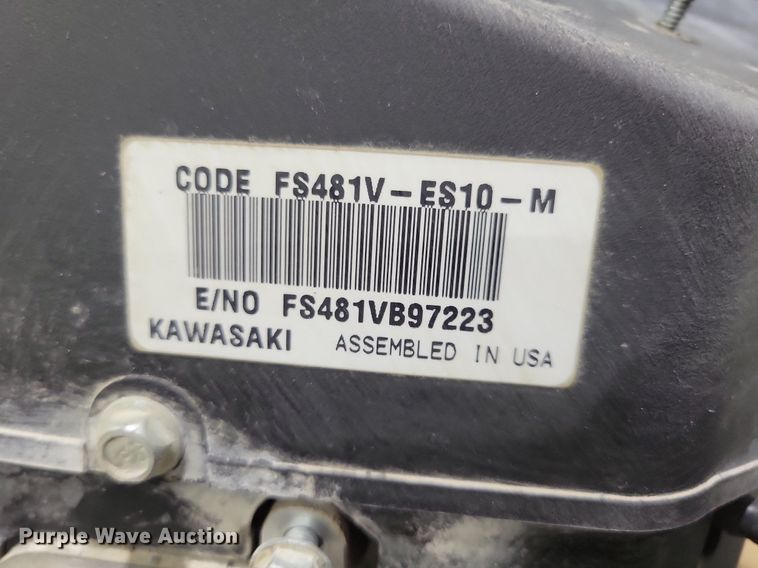 CODE FS481V-ES10-M
E/NO FS481VB97223
KAWASAKI ASSEMBLED IN USA
Purple Wave Auction